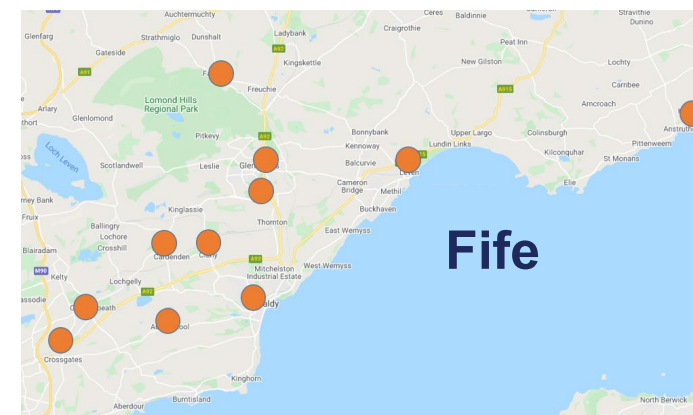 Auchtermuchty
Ceres
Baldinnie
Stravithie
Dunino
Glenfarg
Strathmiglo
Dunshalt
Ladybank
Craigrothie
Peat Inn
Gateside
A92
Kingskettle
New Gilston
Lochty
A91
Freuchie
A915
Carnbee
Lomond Hills
Regional Park
Arlary
Glenlomond
Arncroach
Pitkevy
A92
Bonnybank
Upper Largo
Colinsburgh
Kennoway
Lundin Links
Pittenweem
Loch Leven
Scotlandwell
Leslie
Balcurvie
Kilconquhar
St Monans
Leven
Cameron
Bridge
Methil
Elie
Kinglassie
Buckhaven
Ballingry
Thornton
East Wemyss
Lochore
Crosshill
Fife
Blairadam
Cardenden
A92
Mitchelston
Industrial Estate
West Wemyss
M90
Kelty
Lochgelly
A92
Crossgates
Kinghorn
Aberdour
Burntisland
North Berwick